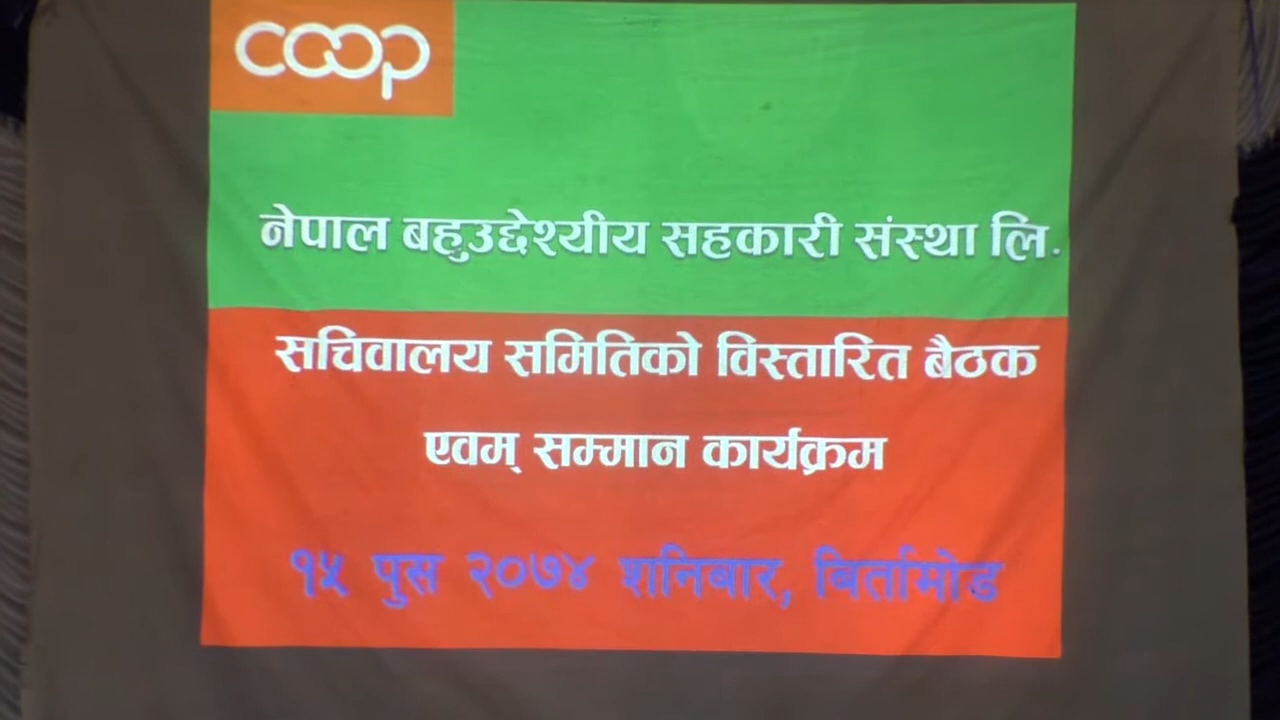 coop
नेपाल बहुउद्देश्यीय सहकारी संस्था लि.
सचिवालय समितिको विस्तारित बैठक
एवम् सम्मान कार्यक्रम
१५ पुस २०७४ शनिबार, बिर्तामोड